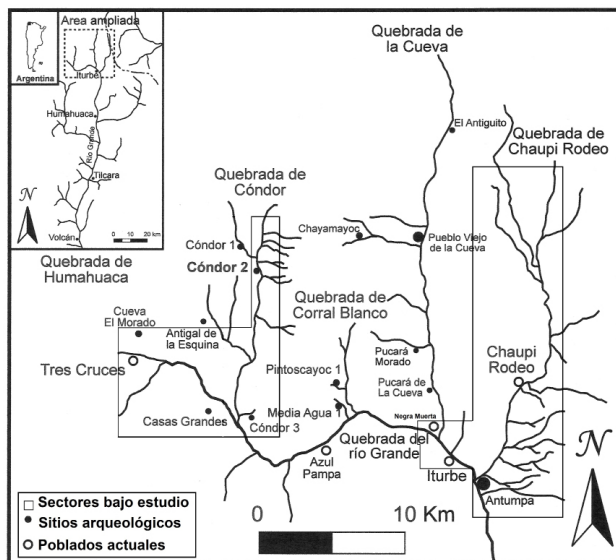 Area ampliada
Argentina
Iturbe
Humahuaca
Río Grande
Tilcara
N
Volcán
0 10 20 km
Quebrada de
Humahuaca
Quebrada de
la Cueva
El Antiguito
Quebrada de
Chaupi Rodeo
Quebrada de
Cóndor
Cóndor 1
Cóndor 2
Chayamayoc
Pueblo Viejo
de la Cueva
Quebrada de
Corral Blanco
Cueva
El Morado
Antigal de
la Esquina
Tres Cruces
Pintoscayoc 1
Pucará
Morado
Pucará de
La Cueva
Chaupi
Rodeo
Casas Grandes
Media Agua 1
Cóndor 3
Negra Muerta
Quebrada del
río Grande
Azul
Pampa
Iturbe
Antumpa
N
Sectores bajo estudio
Sitios arqueológicos
Poblados actuales
0 10 Km